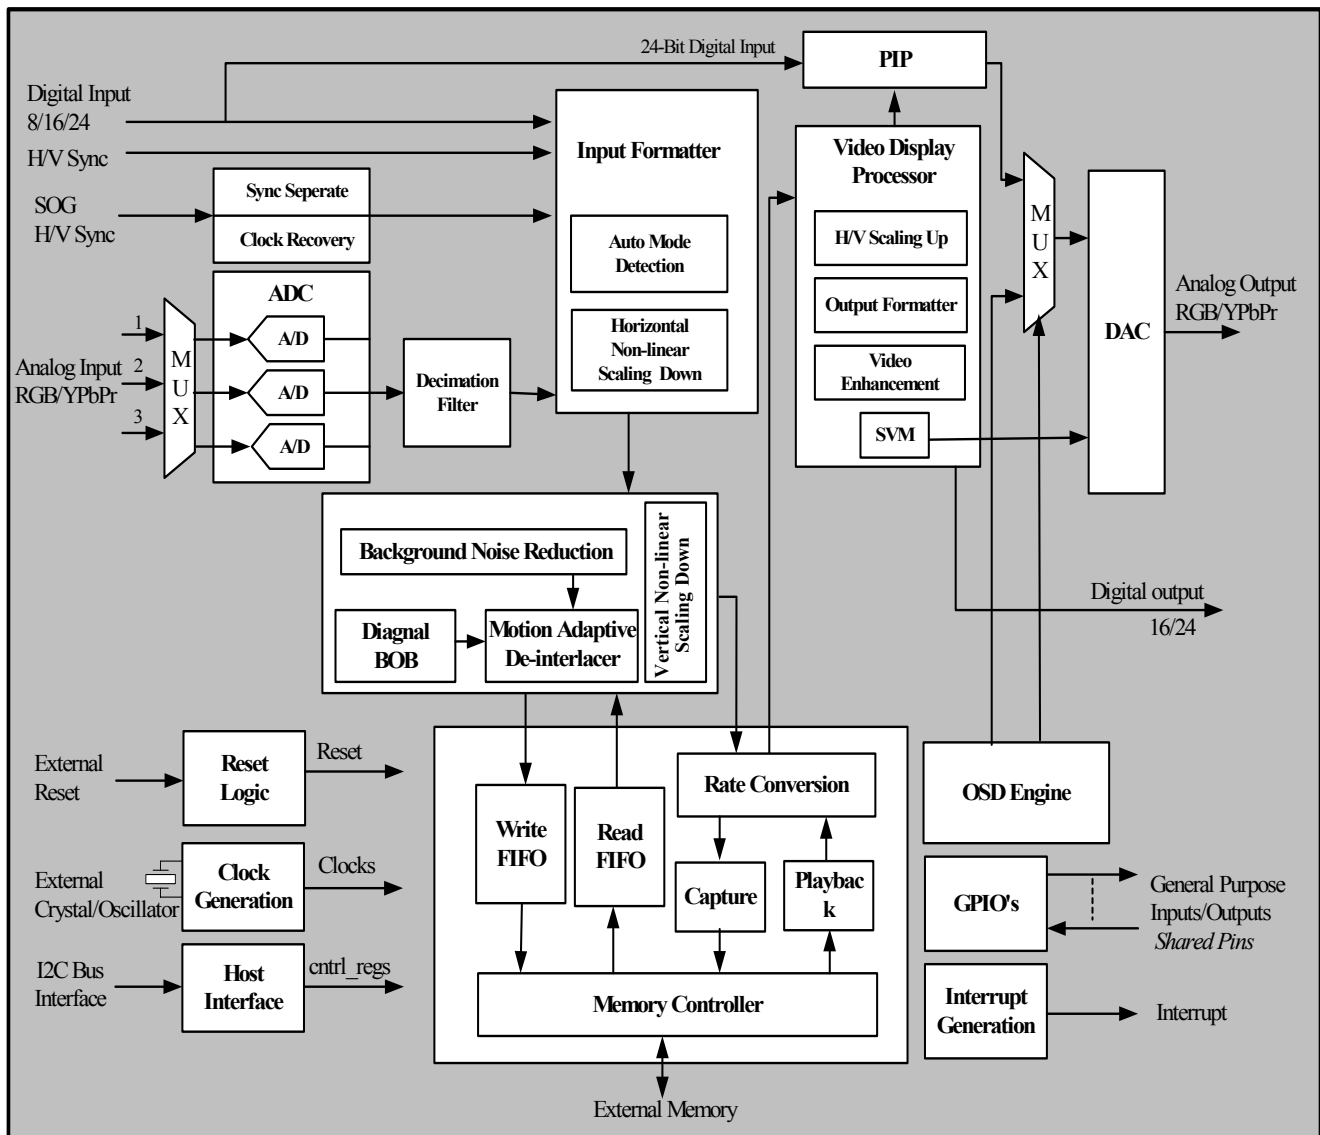 24-Bit Digital Input
PIP
Digital Input
8/16/24
H/V Sync
SOG
H/V Sync
Sync Seperate
Clock Recovery
Input Formatter
Auto Mode
Detection
Horizontal
Non-linear
Scaling Down
Video Display
Processor
H/V Scaling Up
Output Formatter
Video
Enhancement
SVM
MUX
DAC
Analog Output
RGB/YPbPr
ADC
A/D
A/D
A/D
1
2
3
Analog Input
RGB/YPbPr
MUX
Decimation
Filter
Background Noise Reduction
Diagnal
BOB
Motion Adaptive
De-interlacer
Vertical Non-linear
Scaling Down
Digital output
16/24
External
Reset
Reset
Logic
Reset
External
Crystal/Oscillator
Clock
Generation
Clocks
I2C Bus
Interface
Host
Interface
cntrl_regs
Write
FIFO
Read
FIFO
Rate Conversion
Capture
Playbac
k
Memory Controller
External Memory
OSD Engine
GPIO's
General Purpose
Inputs/Outputs
Shared Pins
Interrupt
Generation
Interrupt